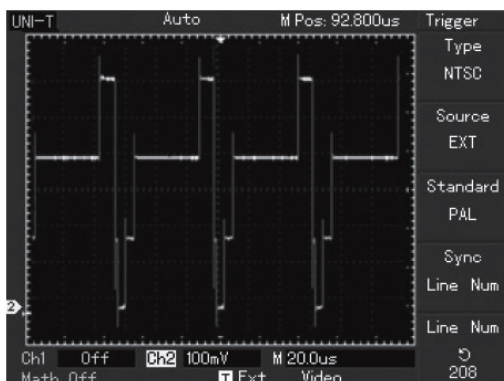 UNI-T Auto M Pos: 92.800us Trigger
Type
NTSC
Source
EXT
Standard
PAL
Sync
Line Num
Line Num
208
2
Ch1 Off Ch2 100mV M 20.0us
Math Off T Ext Video